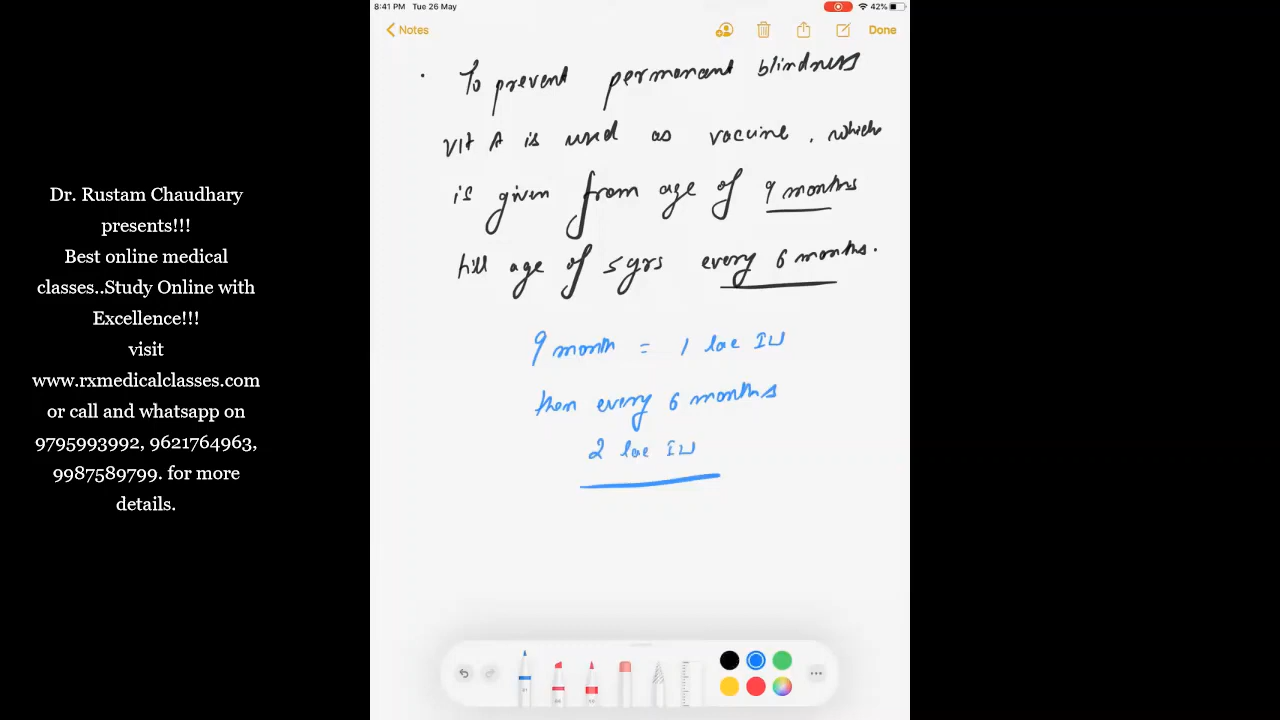 8:41 PM Tue 26 May
42%
Notes
Done
Dr. Rustam Chaudhary
presents!!!
Best online medical
classes..Study Online with
Excellence!!!
visit
www.rxmedicalclasses.com
or call and whatsapp on
9795993992, 9621764963,
9987589799. for more
details.
• To prevent permanant blindness
vit A is used as vaccine, which
is given from age of 9 months
till age of 5 yrs every 6 months.
9 month = 1 lac IU
then every 6 months
2 lac IU